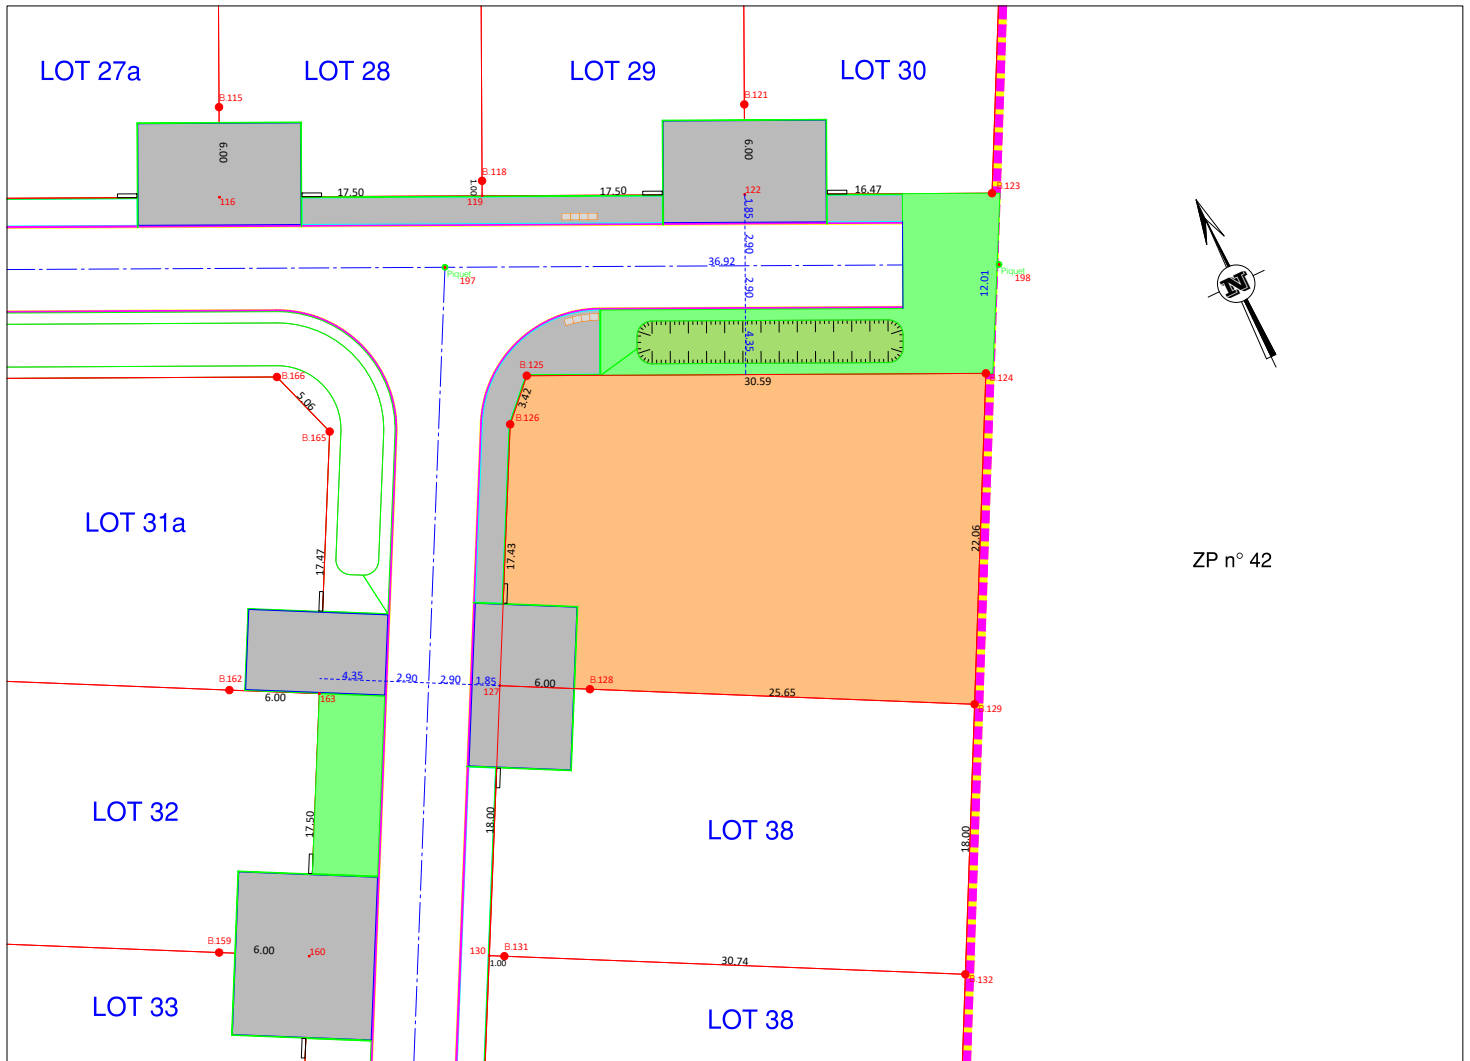 LOT 27a
LOT 28
LOT 29
LOT 30
B.115
B.121
6.00
6.00
B.118
1.00
17.50
17.50
16.47
B.123
116
119
122
1.85
2.90
36.92
2.90
Piquet
197
Piquet
198
12.01
4.35
B.125
30.59
B.124
B.166
5.06
3.42
B.165
B.126
LOT 31a
17.47
17.43
22.06
ZP n° 42
N
B.162
6.00
163
4.35
2.90
2.90
1.85
127
6.00
B.128
25.65
B.129
LOT 32
17.50
18.00
LOT 38
18.00
B.159
6.00
160
130
B.131
1.00
30.74
B.132
LOT 33
LOT 38